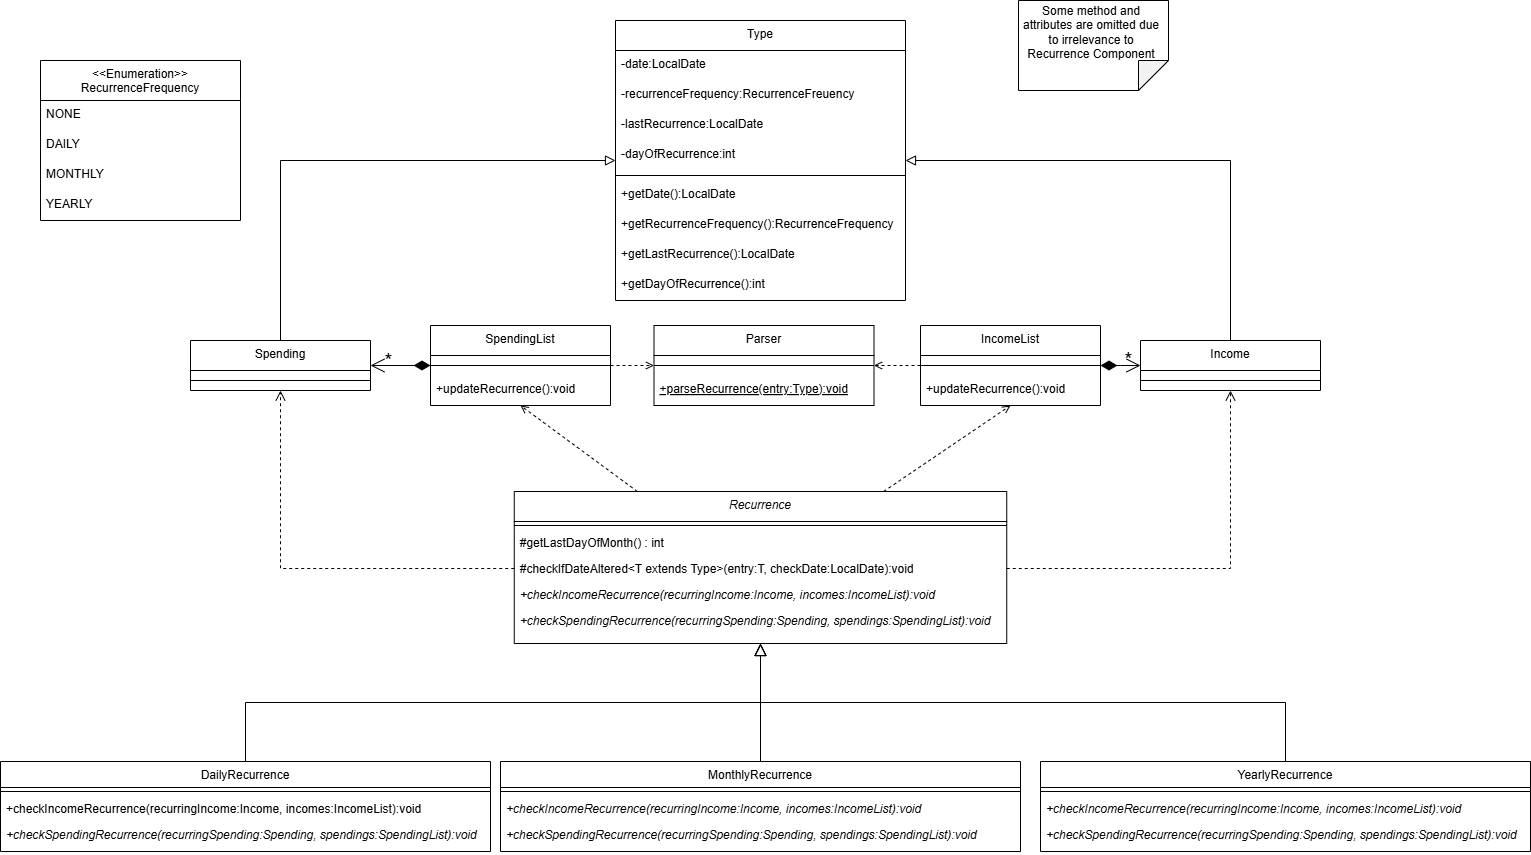 Some method and
attributes are omitted due
to irrelevance to
Recurrence Component
Type
-date:LocalDate
-recurrenceFrequency:RecurrenceFreuency
-lastRecurrence:LocalDate
-dayOfRecurrence:int
+getDate():LocalDate
+getRecurrenceFrequency():RecurrenceFrequency
+getLastRecurrence():LocalDate
+getDayOfRecurrence():int
<<Enumeration>>
RecurrenceFrequency
NONE
DAILY
MONTHLY
YEARLY
Spending
*
SpendingList
+updateRecurrence():void
Parser
+parseRecurrence(entry:Type):void
IncomeList
+updateRecurrence():void
*
Income
Recurrence
#getLastDayOfMonth() : int
#checkIfDateAltered<T extends Type>(entry:T, checkDate:LocalDate):void
+checkIncomeRecurrence(recurringIncome:Income, incomes:IncomeList):void
+checkSpendingRecurrence(recurringSpending:Spending, spendings:SpendingList):void
DailyRecurrence
+checkIncomeRecurrence(recurringIncome:Income, incomes:IncomeList):void
+checkSpendingRecurrence(recurringSpending:Spending, spendings:SpendingList):void
MonthlyRecurrence
+checkIncomeRecurrence(recurringIncome:Income, incomes:IncomeList):void
+checkSpendingRecurrence(recurringSpending:Spending, spendings:SpendingList):void
YearlyRecurrence
+checkIncomeRecurrence(recurringIncome:Income, incomes:IncomeList):void
+checkSpendingRecurrence(recurringSpending:Spending, spendings:SpendingList):void